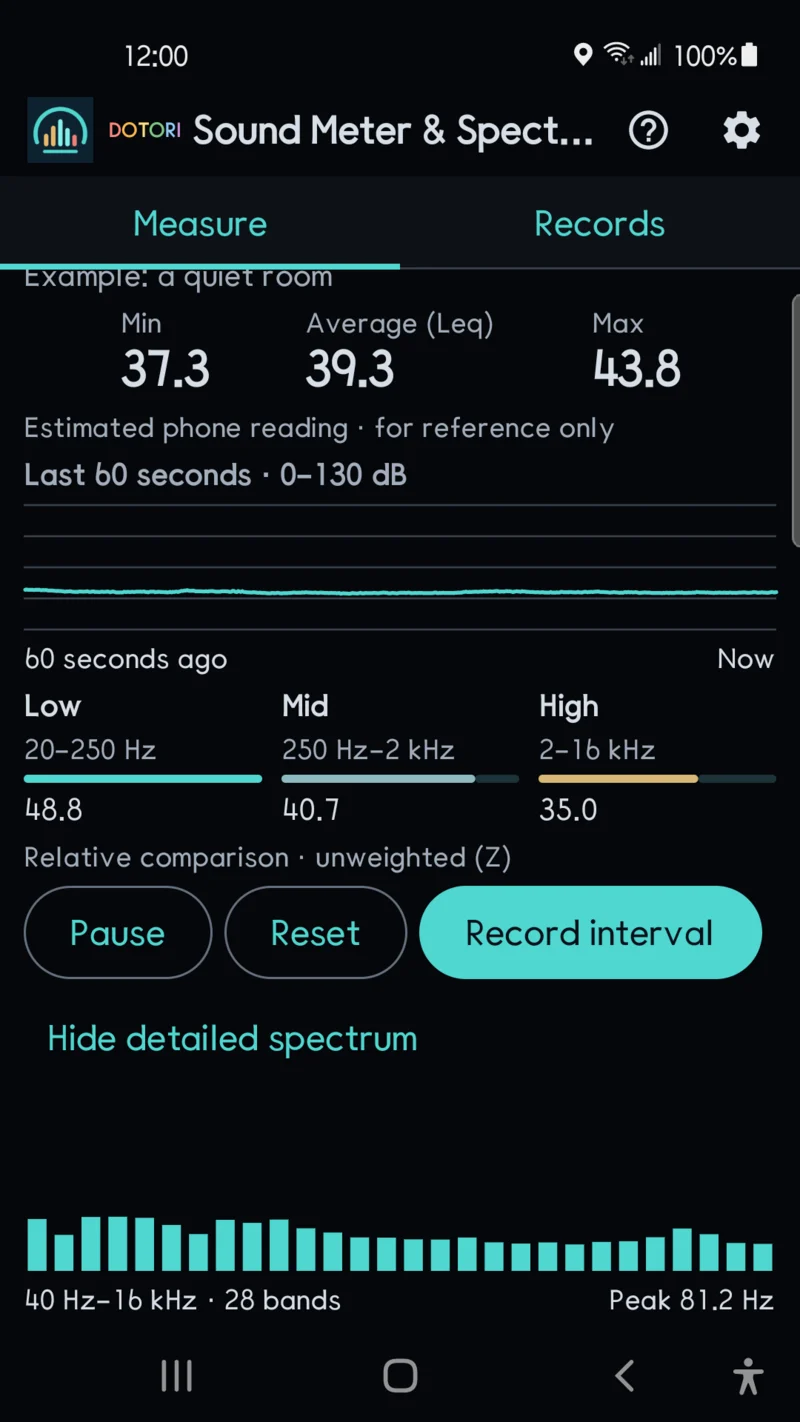 12:00 100%
DOTORI Sound Meter & Spect...
Measure Records
Example: a quiet room
Min Average (Leq) Max
37.3 39.3 43.8
Estimated phone reading · for reference only
Last 60 seconds · 0–130 dB
60 seconds ago Now
Low Mid High
20–250 Hz 250 Hz–2 kHz 2–16 kHz
48.8 40.7 35.0
Relative comparison · unweighted (Z)
Pause Reset Record interval
Hide detailed spectrum
40 Hz–16 kHz · 28 bands Peak 81.2 Hz